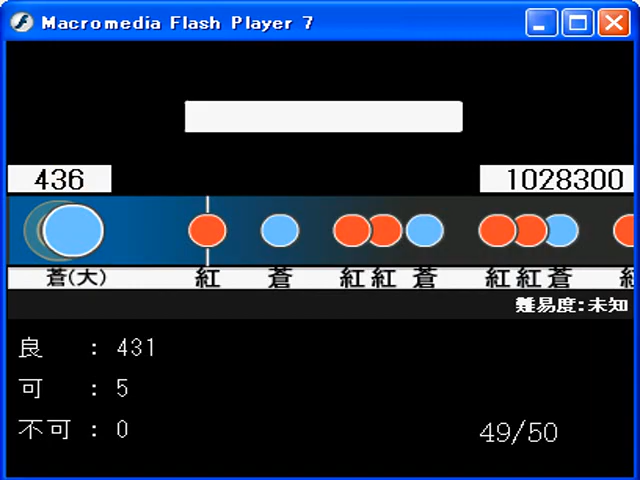 Macromedia Flash Player 7
436 1028300
蒼(大) 紅 蒼 紅 紅 蒼 紅 紅 蒼
難易度:未知
良 : 431
可 : 5
不可 : 0
49/50